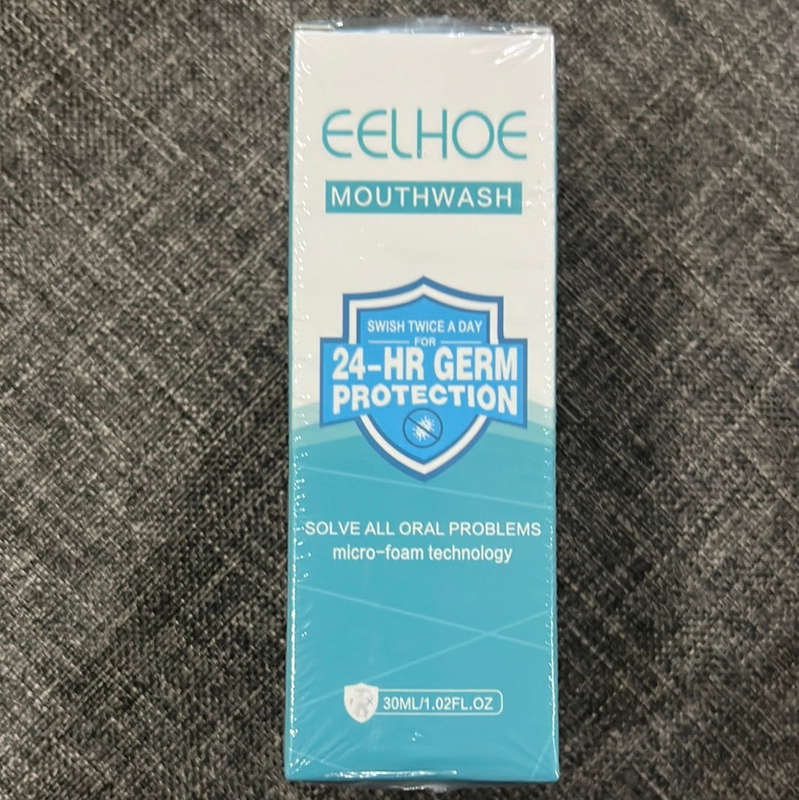 EELHOE
MOUTHWASH
SWISH TWICE A DAY
FOR
24-HR GERM
PROTECTION
SOLVE ALL ORAL PROBLEMS
micro-foam technology
30ML/1.02FL.OZ